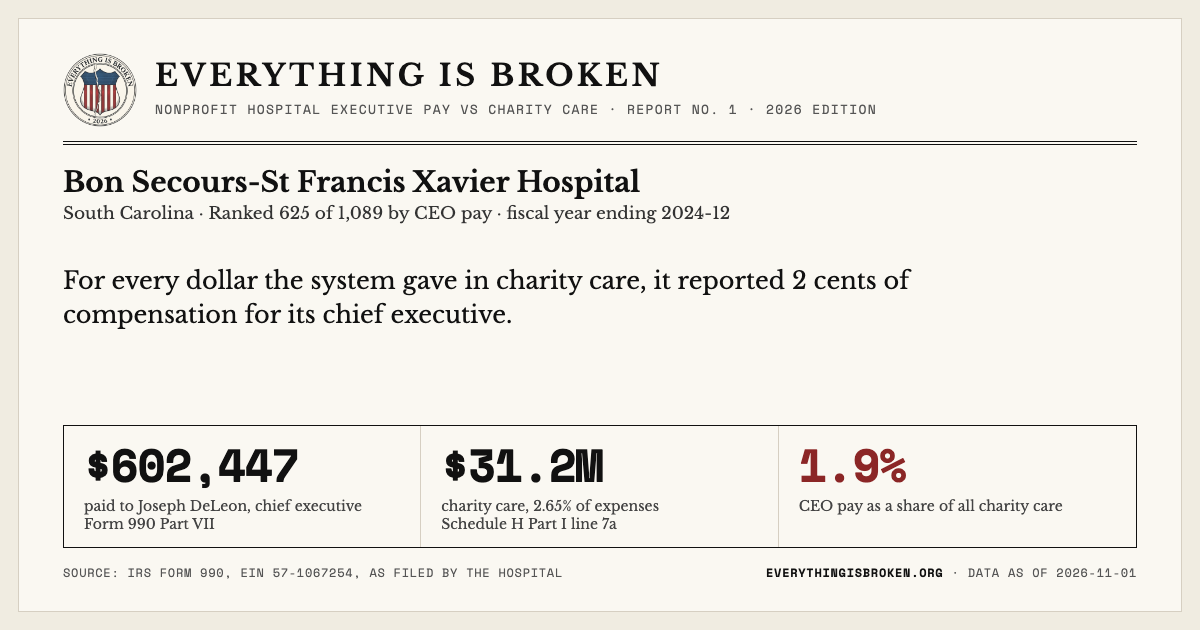 EVERYTHING IS BROKEN
2026
EVERYTHING IS BROKEN
NONPROFIT HOSPITAL EXECUTIVE PAY VS CHARITY CARE · REPORT NO. 1 · 2026 EDITION
Bon Secours-St Francis Xavier Hospital
South Carolina · Ranked 625 of 1,089 by CEO pay · fiscal year ending 2024-12
For every dollar the system gave in charity care, it reported 2 cents of
compensation for its chief executive.
$602,447
paid to Joseph DeLeon, chief executive
Form 990 Part VII
$31.2M
charity care, 2.65% of expenses
Schedule H Part I line 7a
1.9%
CEO pay as a share of all charity care
SOURCE: IRS FORM 990, EIN 57-1067254, AS FILED BY THE HOSPITAL
EVERYTHINGISBROKEN.ORG · DATA AS OF 2026-11-01